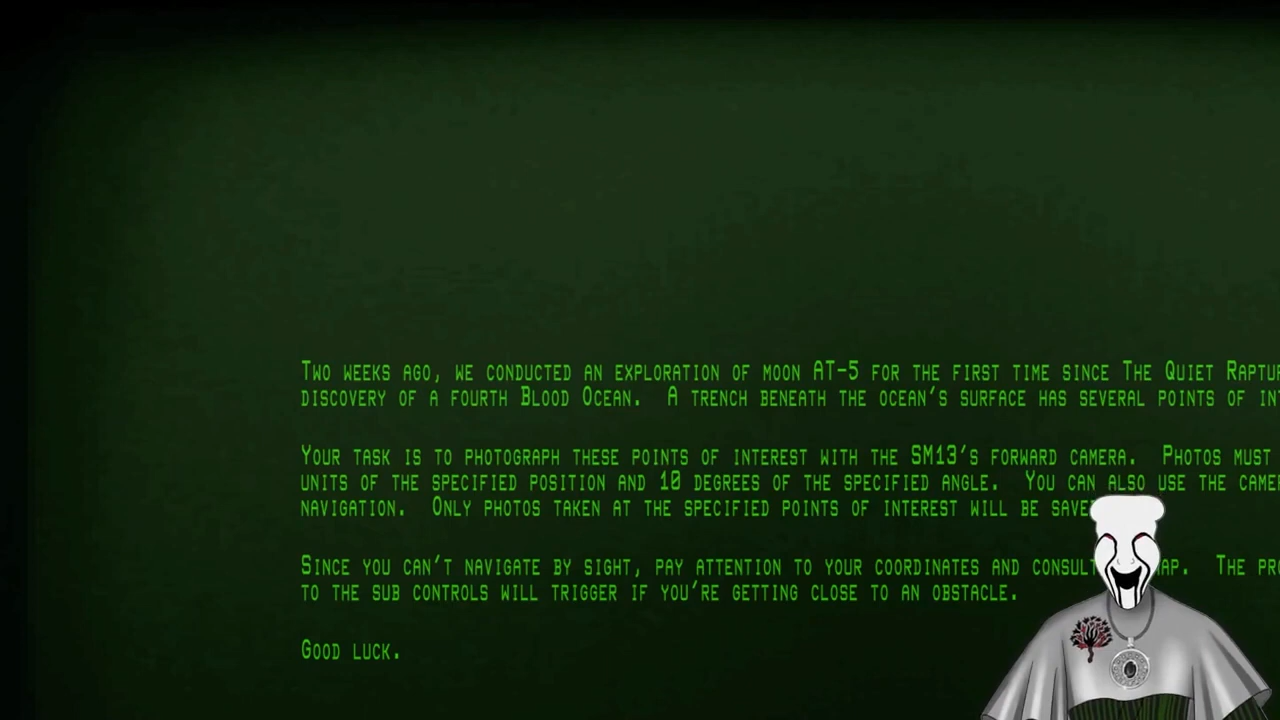 Two weeks ago, we conducted an exploration of moon AT-5 for the first time since The Quiet
discovery of a fourth Blood Ocean. A trench beneath the ocean's surface has several points of
Your task is to photograph these points of interest with the SM13's forward camera. Photos must
units of the specified position and 10 degrees of the specified angle. You can also use the
navigation. Only photos taken at the specified points of interest will be
Since you can't navigate by sight, pay attention to your coordinates and The
to the sub controls will trigger if you're getting close to an obstacle.
Good luck.